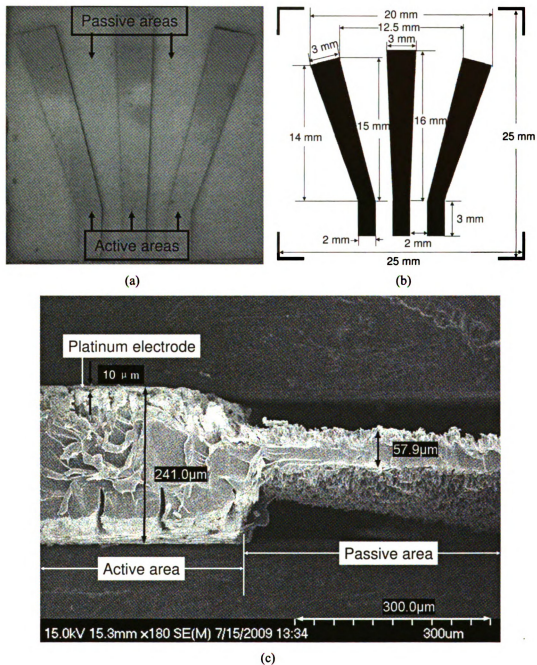 (a)
Passive areas
Active areas
20 mm
12.5 mm
3 mm
3 mm
14 mm
15 mm
16 mm
25 mm
3 mm
2 mm
2 mm
25 mm
(b)
Platinum electrode
10 μm
241.0μm
57.9μm
Active area
Passive area
300.0μm
15.0kV 15.3mm x180 SE(M) 7/15/2009 13:34
300um
(c)